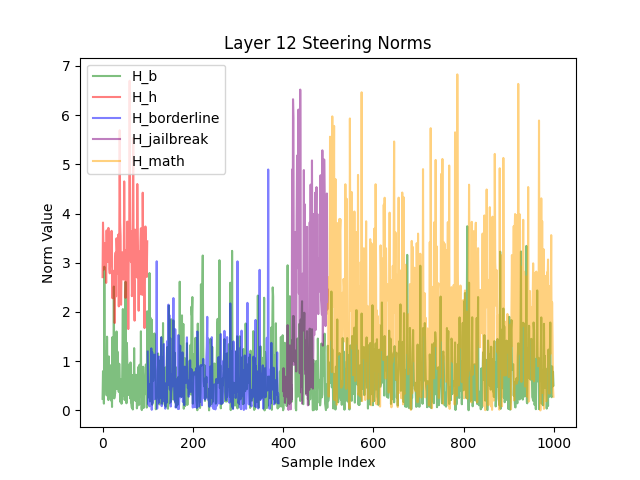 Layer 12 Steering Norms
7
6
5
4
3
2
1
0
Norm Value
H_b
H_h
H_borderline
H_jailbreak
H_math
0
200
400
600
800
1000
Sample Index